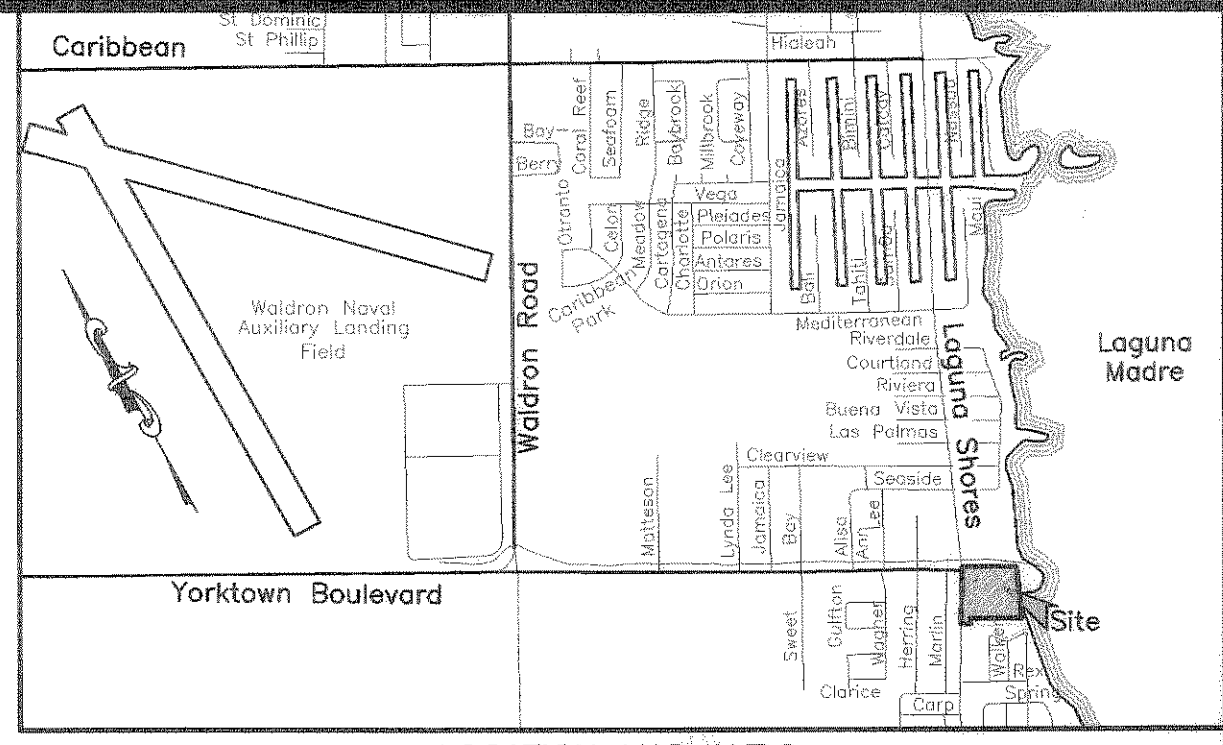 St Dominic
St Phillip
Caribbean
Hialeah
Bay
Berry
Coral Reef
Seafoam
Ridge
Baybrook
Millbrook
Coveway
Azores
Bimini
Nassau
Jamaica
Otranto
Vega
Celon
Meadow
Cartagena
Charlotte
Pleiades
Polaris
Antares
Orion
Caribbean
Park
Bali
Tahiti
Maui
Waldron Naval
Auxiliary Landing
Field
Waldron Road
Mediterranean
Riverdale
Courtland
Riviera
Buena Vista
Las Palmas
Laguna Shores
Laguna
Madre
Clearview
Seaside
Matteson
Lynda Lee
Jamaica
Bay
Alisa
Ann Lee
Yorktown Boulevard
Sweet
Gulfton
Wagner
Herring
Marlin
Site
Walker
Rex
Spring
Clarice
Carp